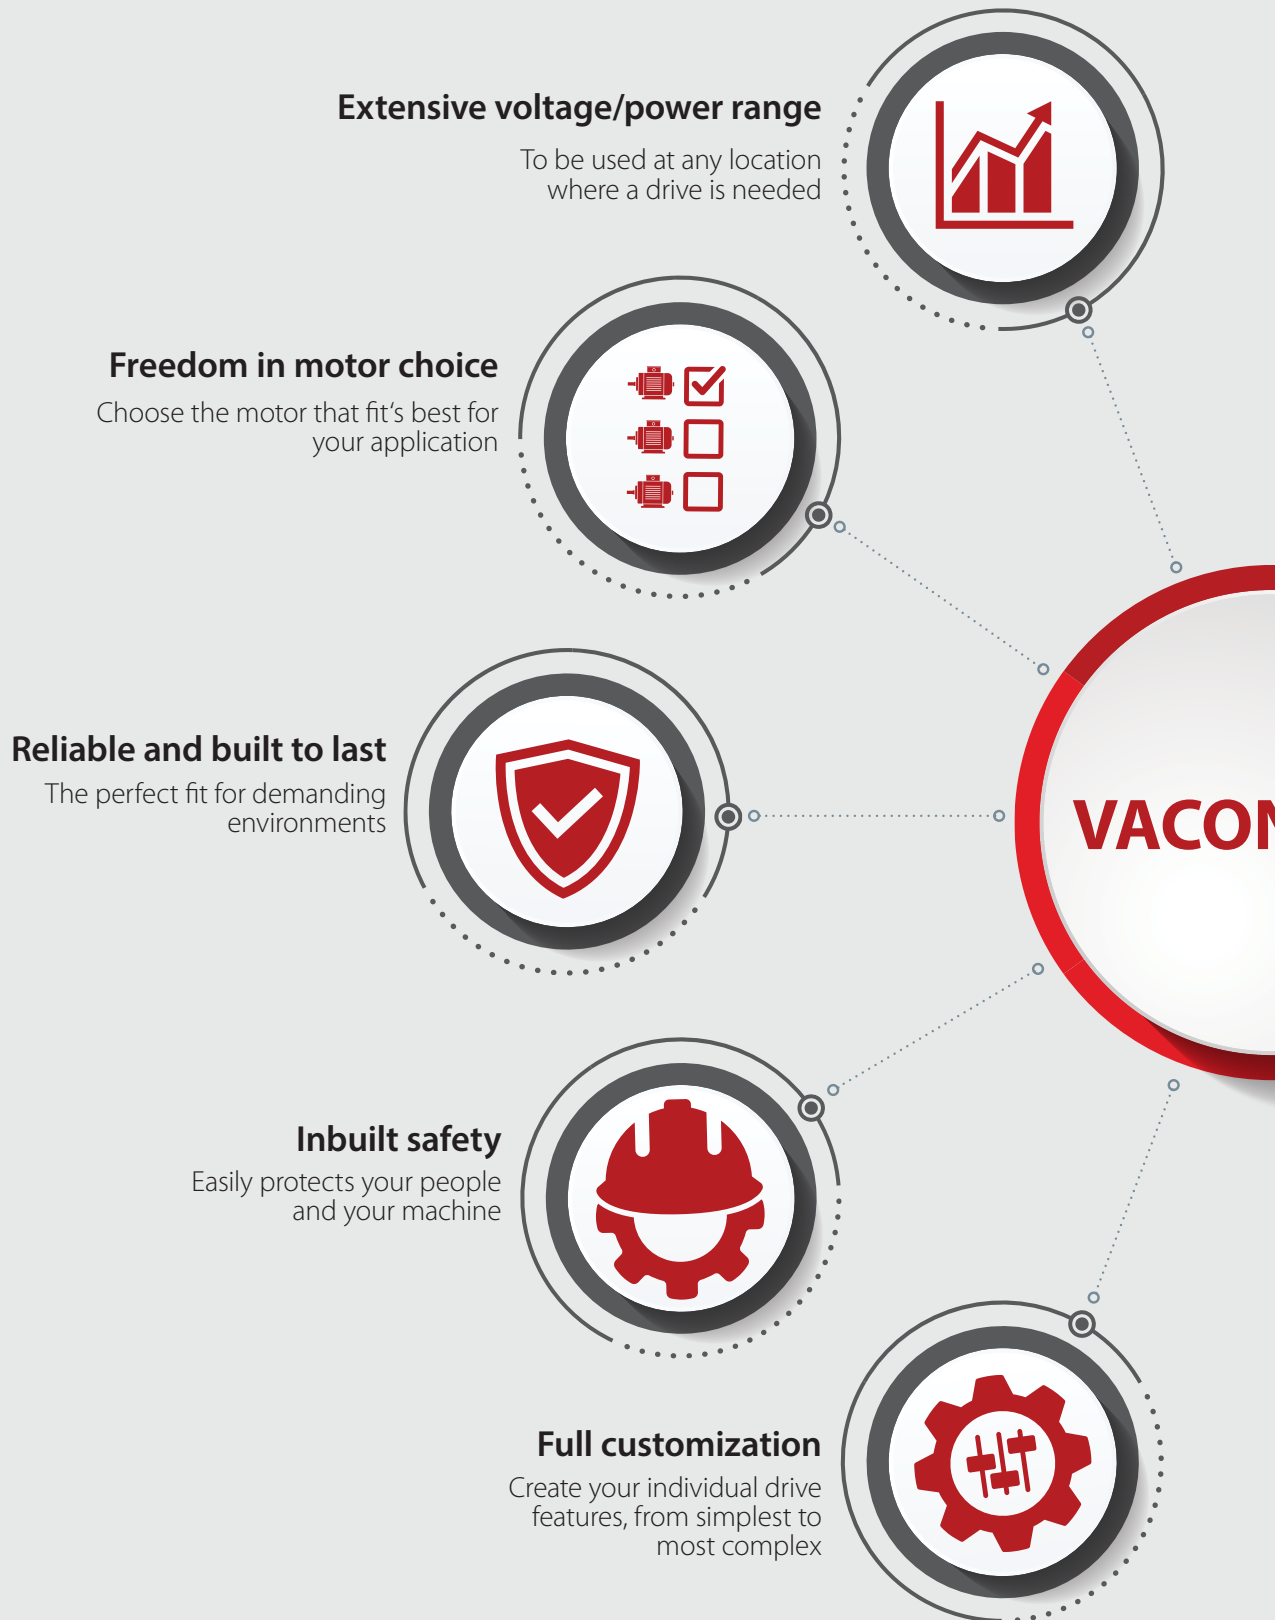 Extensive voltage/power range
To be used at any location
where a drive is needed
Freedom in motor choice
Choose the motor that fit‘s best for
your application
Reliable and built to last
The perfect fit for demanding
environments
VACON
Inbuilt safety
Easily protects your people
and your machine
Full customization
Create your individual drive
features, from simplest to
most complex